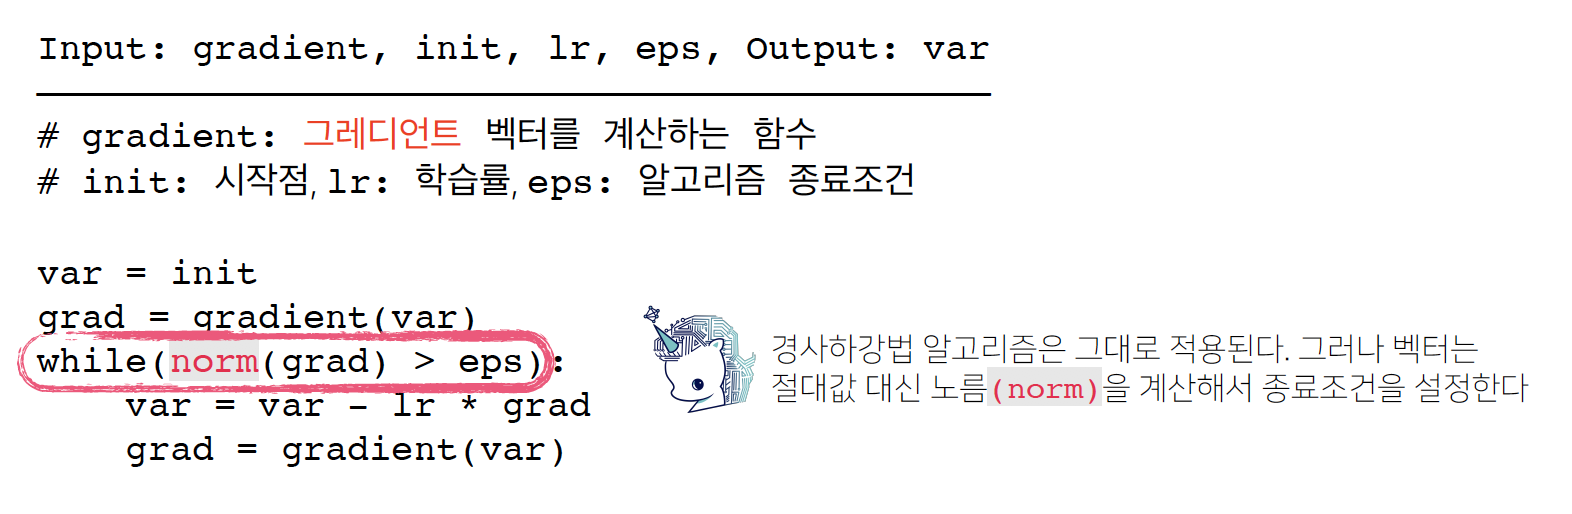 Input: gradient, init, lr, eps, Output: var
# gradient: 그레디언트 벡터를 계산하는 함수
# init: 시작점, lr: 학습률, eps: 알고리즘 종료조건
var = init
grad = gradient(var)
while(norm(grad) > eps):
    var = var - lr * grad
    grad = gradient(var)
경사하강법 알고리즘은 그대로 적용된다. 그러나 벡터는
절대값 대신 노름(norm)을 계산해서 종료조건을 설정한다